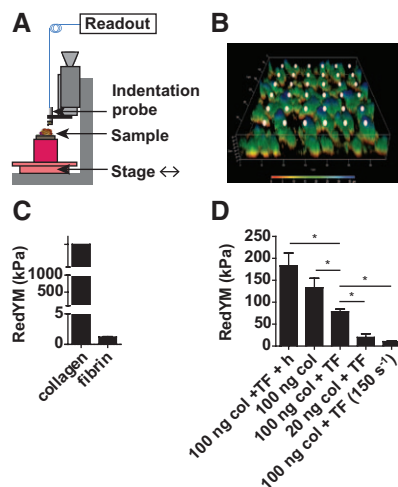 A
Readout
Indentation
probe
Sample
Stage ↔
B
C
RedYM (kPa)
1000
500
5
0
collagen
fibrin
D
RedYM (kPa)
250
200
150
100
50
0
*
*
*
*
100 ng col +TF + h
100 ng col
100 ng col + TF
20 ng col + TF
100 ng col + TF (150 s⁻¹)